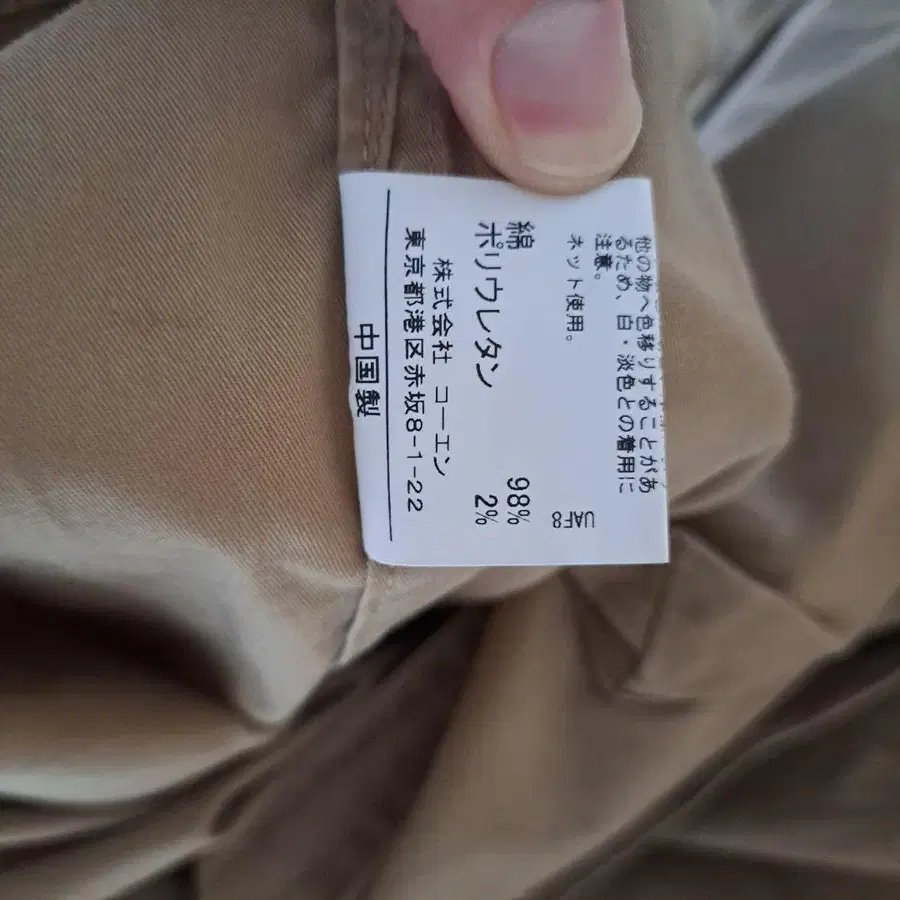 他の物へ色移りすることがあ
るため、白・淡色との着用に
注意。
ネット使用。
UAF8
綿 98%
ポリウレタン 2%
株式会社 コーエン
東京都港区赤坂8-1-22
中国製